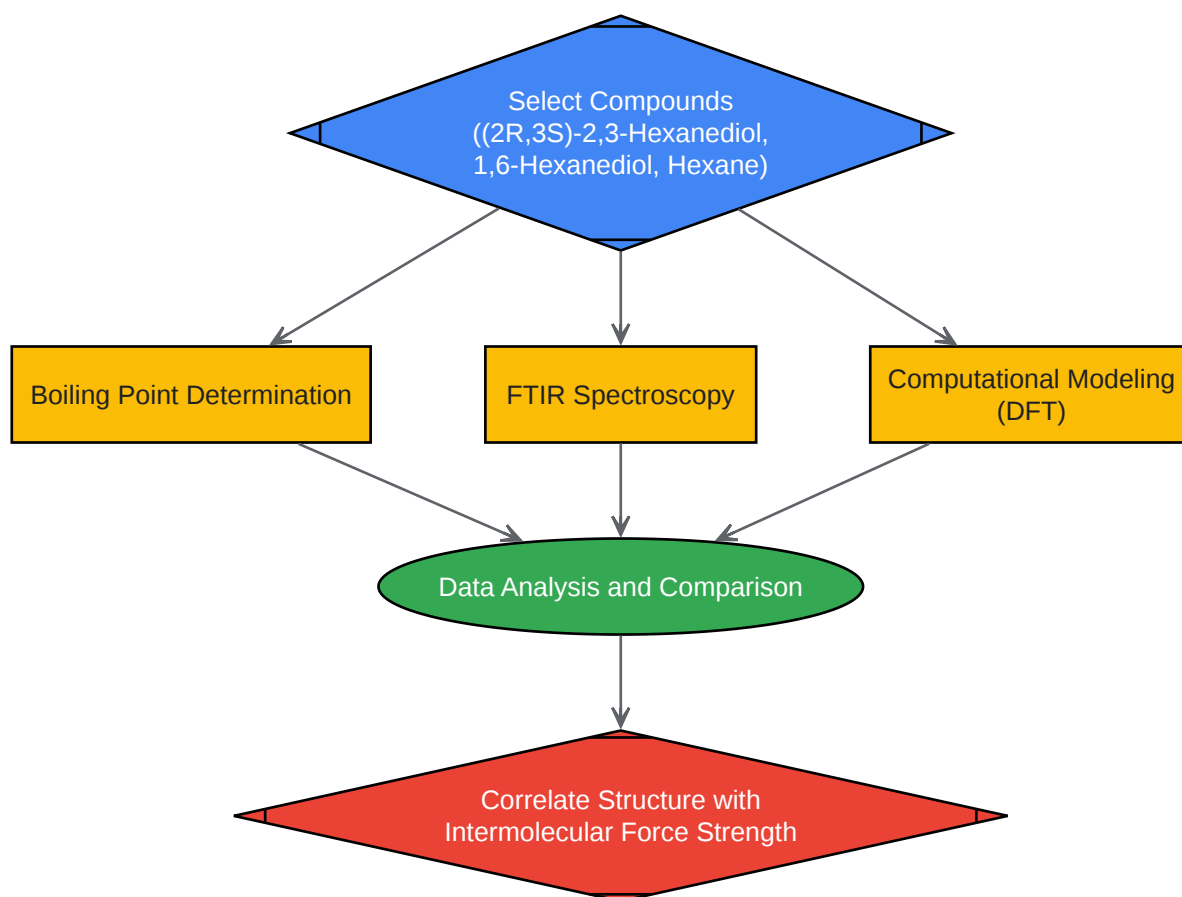 Select Compounds
((2R,3S)-2,3-Hexanediol,
1,6-Hexanediol, Hexane)
Boiling Point Determination
FTIR Spectroscopy
Computational Modeling
(DFT)
Data Analysis and Comparison
Correlate Structure with
Intermolecular Force Strength